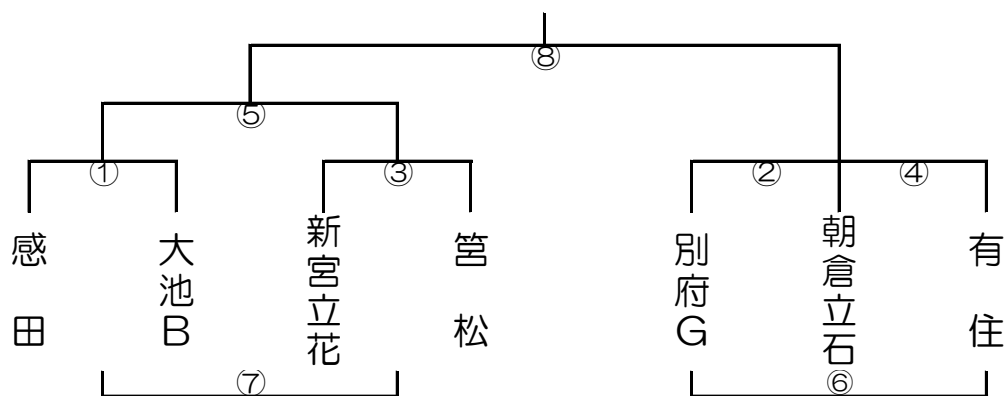 ⑧
⑤
① ③ ② ④
感田
大池B
新宮立花
筥松
別府G
朝倉立石
有住
⑦ ⑥